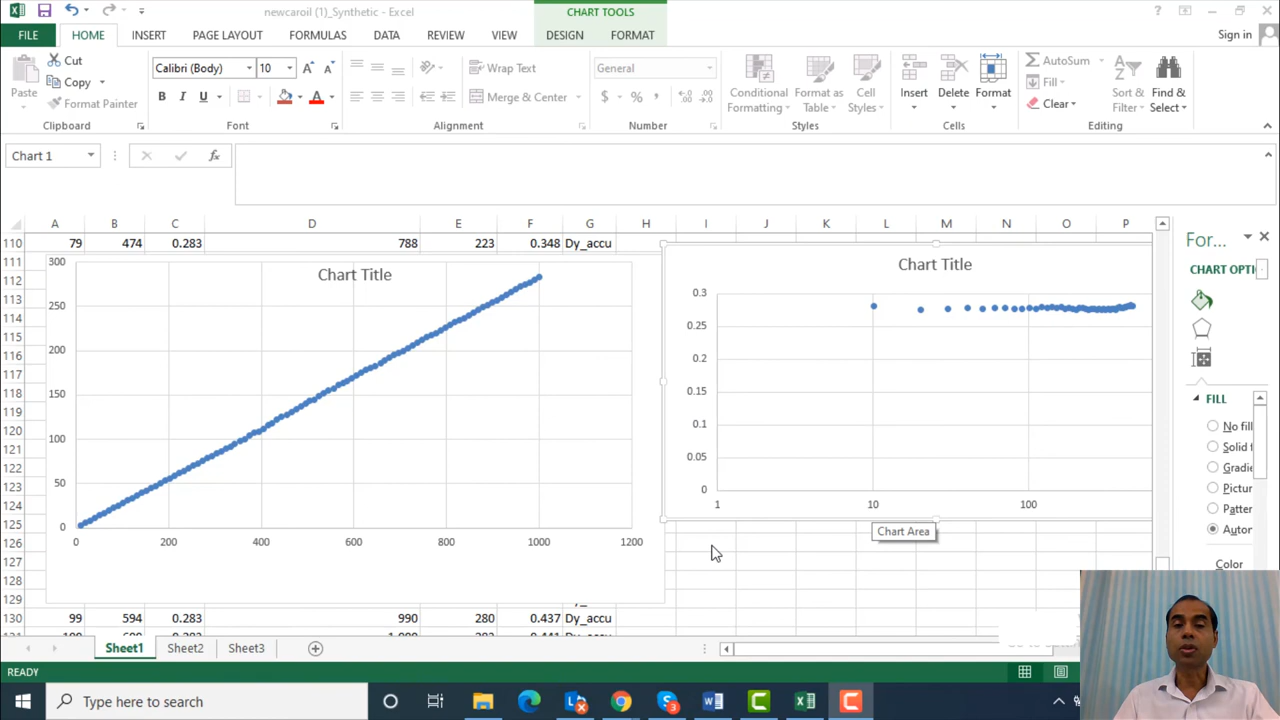 newcaroil (1)_Synthetic - Excel
CHART TOOLS
?
FILE
HOME
INSERT
PAGE LAYOUT
FORMULAS
DATA
REVIEW
VIEW
DESIGN
FORMAT
Sign in
Paste
Cut
Copy
Format Painter
Clipboard
Calibri (Body)
10
B I U
Font
Wrap Text
Merge & Center
Alignment
General
$ % ,
Number
Conditional Formatting
Format as Table
Cell Styles
Styles
Insert
Delete
Format
Cells
AutoSum
Fill
Clear
Sort & Filter
Find & Select
Editing
Chart 1
fx
A B C D E F G H I J K L M N O P
110 79 474 0.283 788 223 0.348 Dy_accu
111
112
113
114
115
116
117
118
119
120
121
122
123
124
125
126
127
128
129
130 99 594 0.283 990 280 0.437 Dy_accu
Chart Title
300
250
200
150
100
50
0
0 200 400 600 800 1000 1200
Chart Title
0.3
0.25
0.2
0.15
0.1
0.05
0
1 10 100
Chart Area
For...
CHART OPTI
FILL
No fil
Solid f
Gradie
Pictur
Patter
Auton
Color
Sheet1
Sheet2
Sheet3
READY
Type here to search